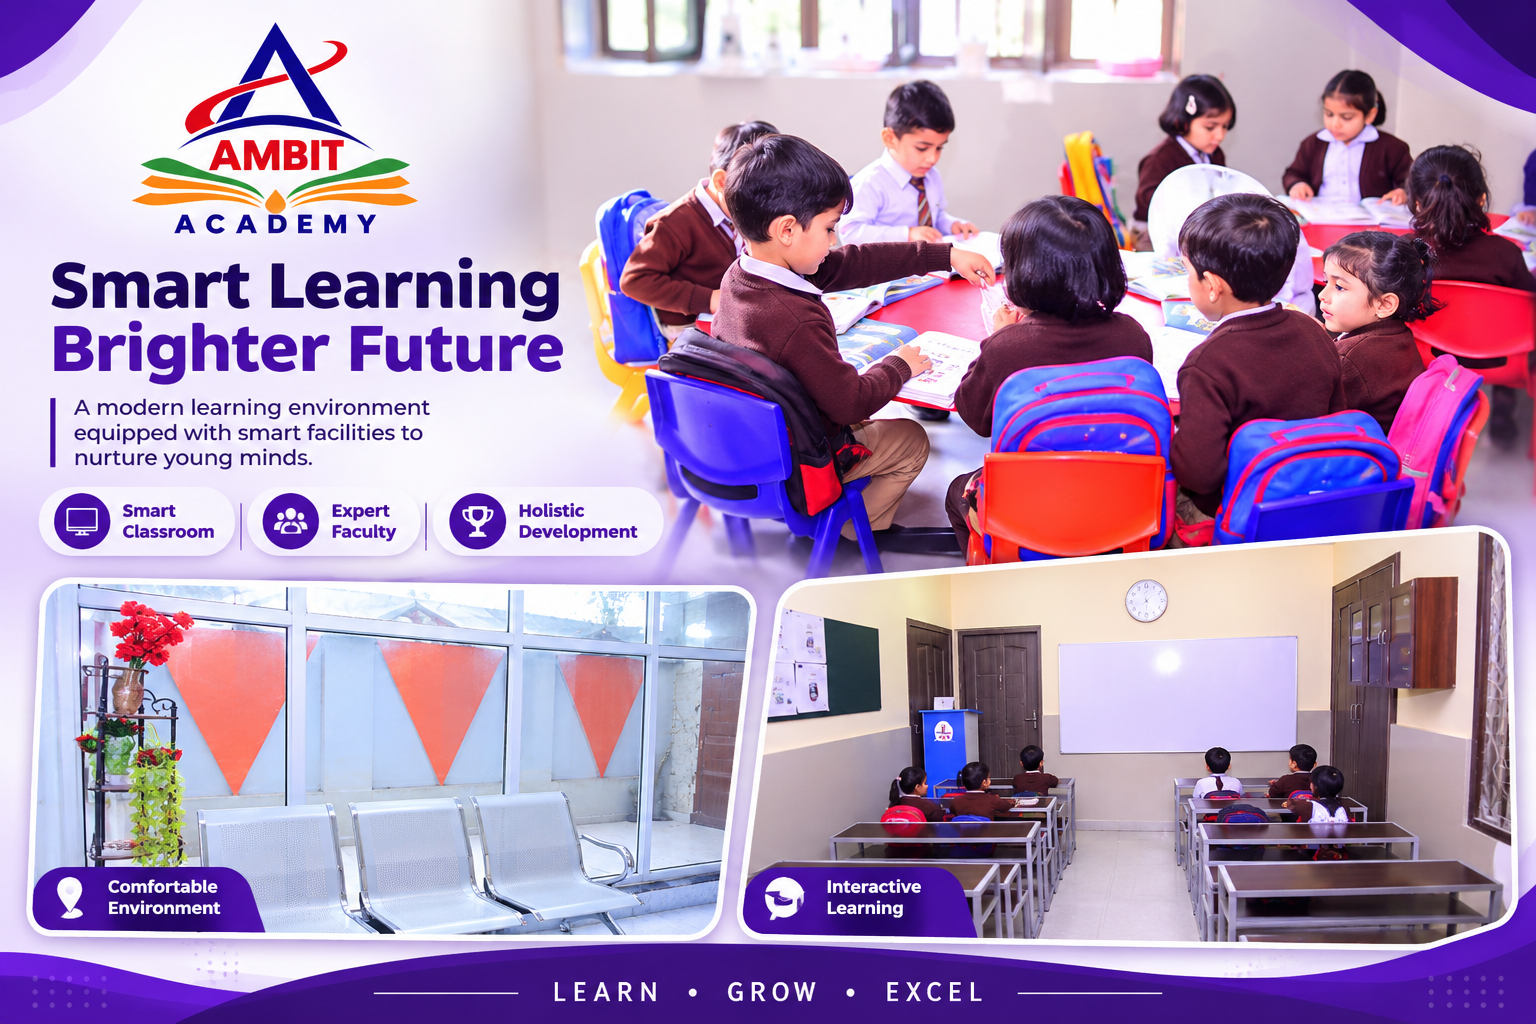 AMBIT
ACADEMY
Smart Learning
Brighter Future
A modern learning environment
equipped with smart facilities to
nurture young minds.
Smart
Classroom
Expert
Faculty
Holistic
Development
Comfortable
Environment
Interactive
Learning
LEARN • GROW • EXCEL